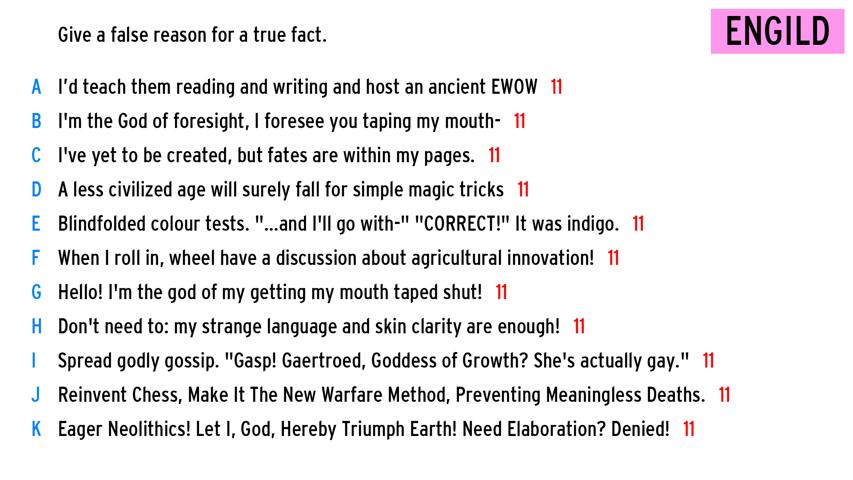 Give a false reason for a true fact.
ENGILD
A I’d teach them reading and writing and host an ancient EWOW 11
B I'm the God of foresight, I foresee you taping my mouth- 11
C I've yet to be created, but fates are within my pages. 11
D A less civilized age will surely fall for simple magic tricks 11
E Blindfolded colour tests. "...and I'll go with-" "CORRECT!" It was indigo. 11
F When I roll in, wheel have a discussion about agricultural innovation! 11
G Hello! I'm the god of my getting my mouth taped shut! 11
H Don't need to: my strange language and skin clarity are enough! 11
I Spread godly gossip. "Gasp! Gaertroed, Goddess of Growth? She's actually gay." 11
J Reinvent Chess, Make It The New Warfare Method, Preventing Meaningless Deaths. 11
K Eager Neolithics! Let I, God, Hereby Triumph Earth! Need Elaboration? Denied! 11